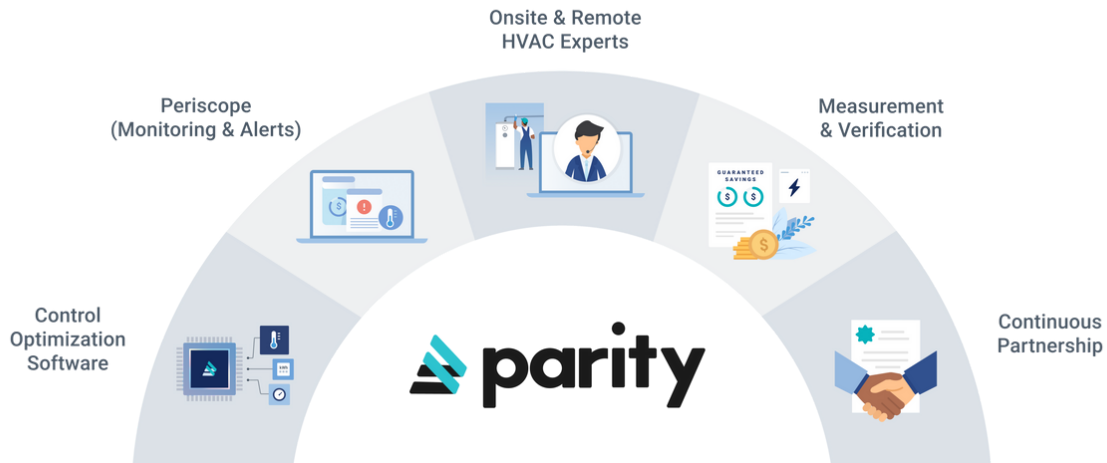 Onsite & Remote
HVAC Experts
Periscope
(Monitoring & Alerts)
Measurement
& Verification
GUARANTEED
SAVINGS
$ $
$
$
!
Control
Optimization
Software
Continuous
Partnership
parity